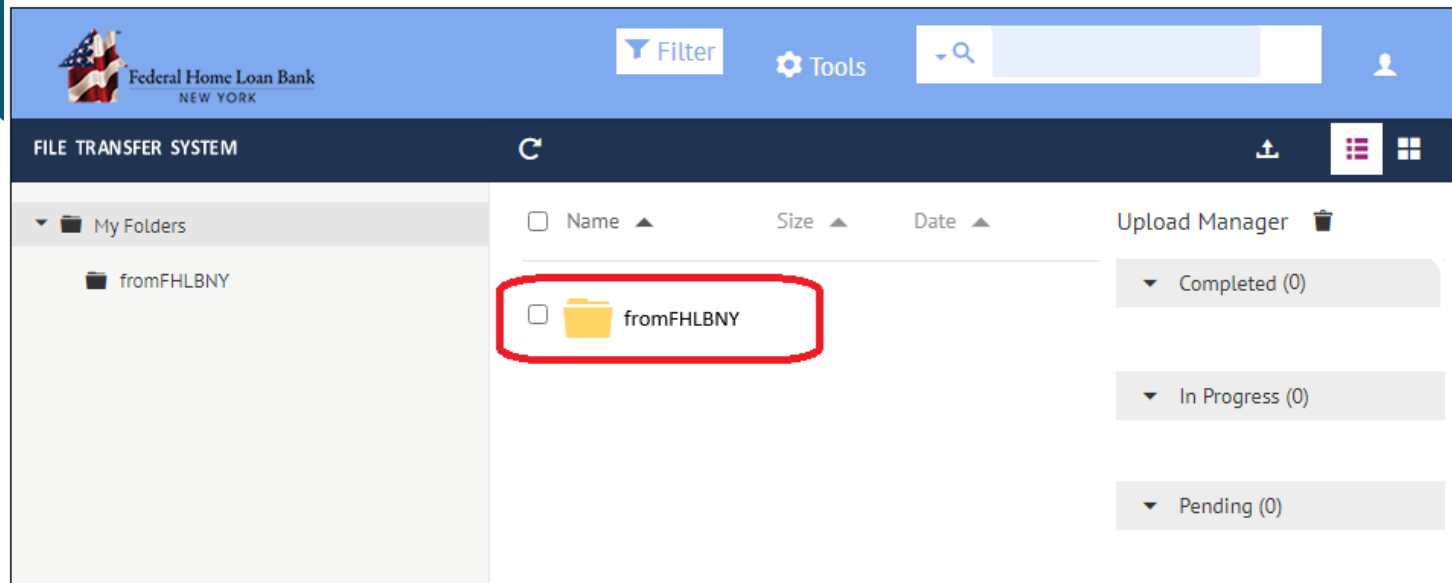 Federal Home Loan Bank
NEW YORK
Filter
Tools
FILE TRANSFER SYSTEM
My Folders
fromFHLBNY
Name Size Date
fromFHLBNY
Upload Manager
Completed (0)
In Progress (0)
Pending (0)